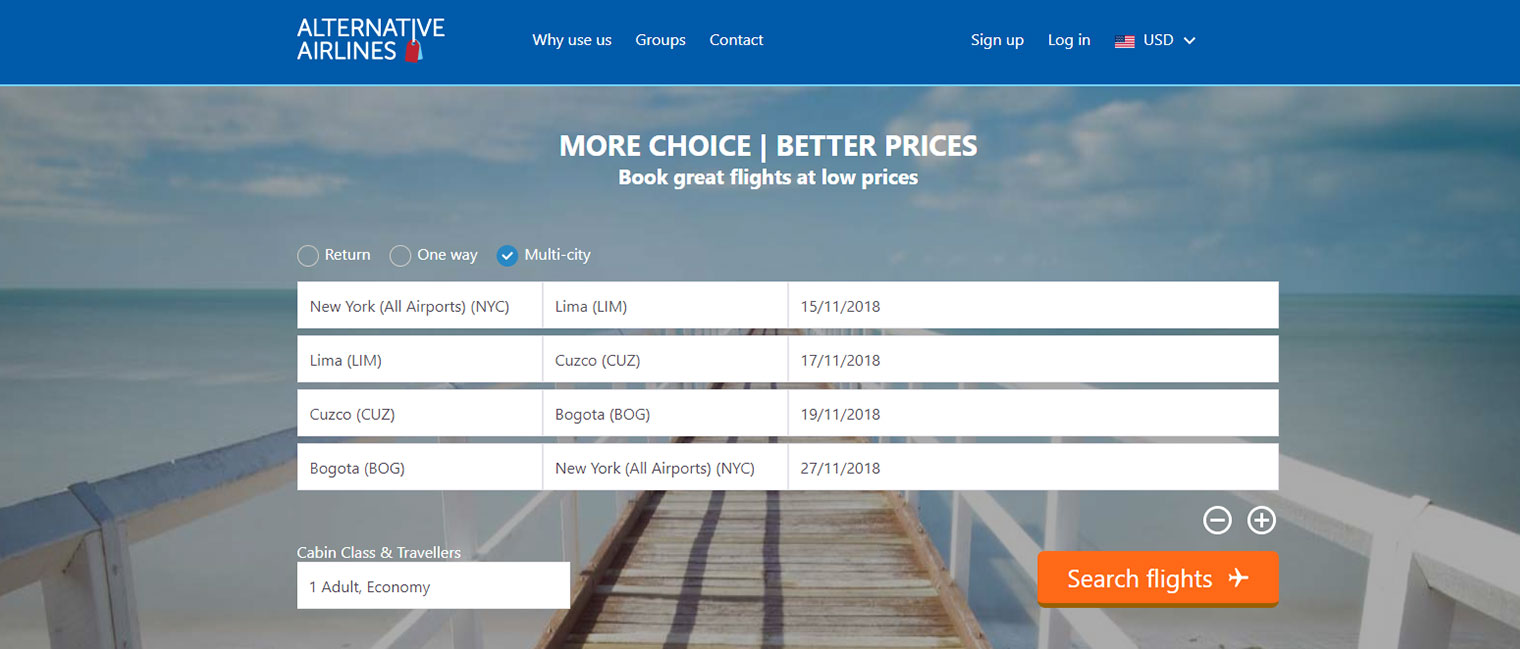 ALTERNATIVE
AIRLINES
Why use us Groups Contact
Sign up Log in USD
MORE CHOICE | BETTER PRICES
Book great flights at low prices
Return One way Multi-city
New York (All Airports) (NYC) Lima (LIM) 15/11/2018
Lima (LIM) Cuzco (CUZ) 17/11/2018
Cuzco (CUZ) Bogota (BOG) 19/11/2018
Bogota (BOG) New York (All Airports) (NYC) 27/11/2018
Cabin Class & Travellers
1 Adult, Economy
Search flights